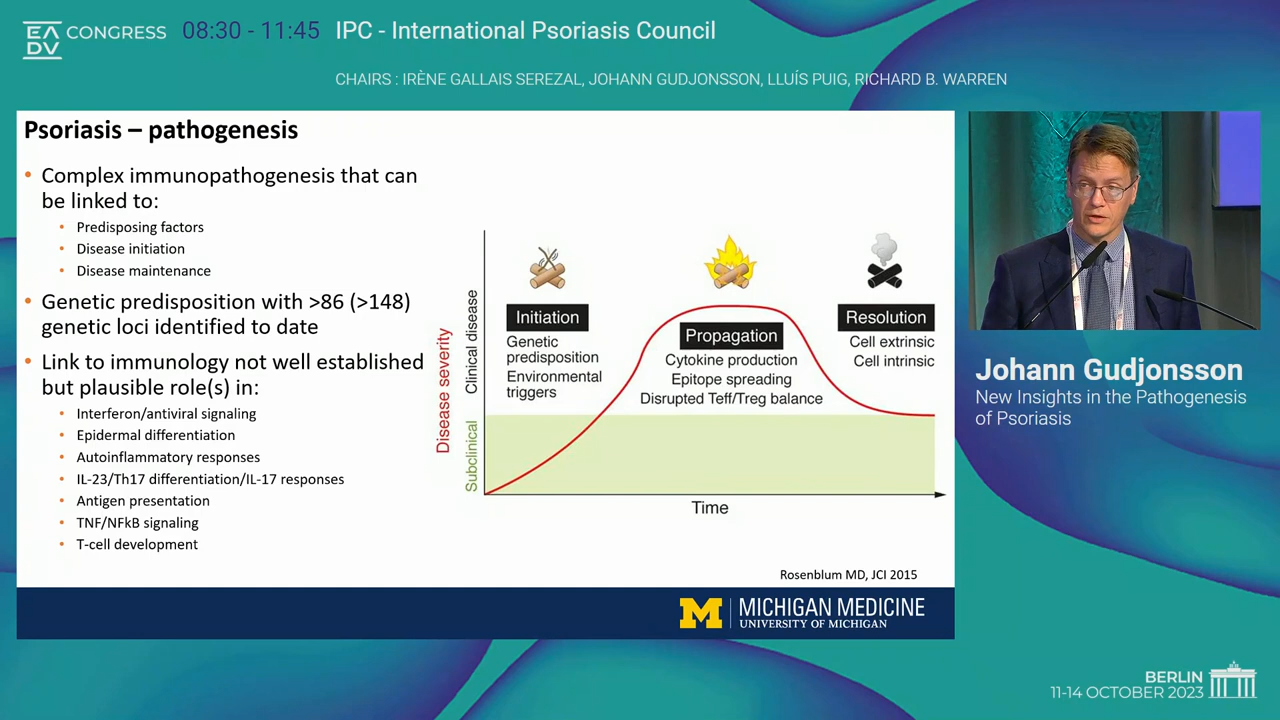 EADV CONGRESS
08:30 - 11:45
IPC - International Psoriasis Council
CHAIRS : IRÈNE GALLAIS SEREZAL, JOHANN GUDJONSSON, LLUÍS PUIG, RICHARD B. WARREN
Psoriasis – pathogenesis
• Complex immunopathogenesis that can
be linked to:
• Predisposing factors
• Disease initiation
• Disease maintenance
• Genetic predisposition with >86 (>148)
genetic loci identified to date
• Link to immunology not well established
but plausible role(s) in:
• Interferon/antiviral signaling
• Epidermal differentiation
• Autoinflammatory responses
• IL-23/Th17 differentiation/IL-17 responses
• Antigen presentation
• TNF/NFkB signaling
• T-cell development
Disease severity
Clinical disease
Subclinical
Initiation
Genetic
predisposition
Environmental
triggers
Propagation
Cytokine production
Epitope spreading
Disrupted Teff/Treg balance
Resolution
Cell extrinsic
Cell intrinsic
Time
Rosenblum MD, JCI 2015
M MICHIGAN MEDICINE
UNIVERSITY OF MICHIGAN
Johann Gudjonsson
New Insights in the Pathogenesis
of Psoriasis
BERLIN
11-14 OCTOBER 2023